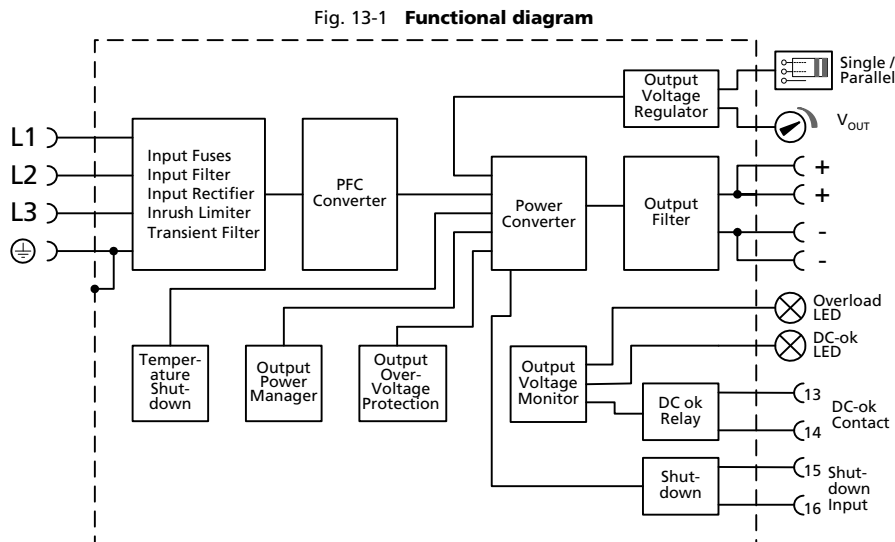 Fig. 13-1 Functional diagram
L1
L2
L3
Input Fuses
Input Filter
Input Rectifier
Inrush Limiter
Transient Filter
PFC
Converter
Power
Converter
Output
Filter
Output
Voltage
Regulator
Single /
Parallel
VOUT
+
+
-
-
Temper-
ature
Shut-
down
Output
Power
Manager
Output
Over-
Voltage
Protection
Output
Voltage
Monitor
Overload
LED
DC-ok
LED
DC ok
Relay
13
14
DC-ok
Contact
Shut-
down
15
16
Shut-
down
Input